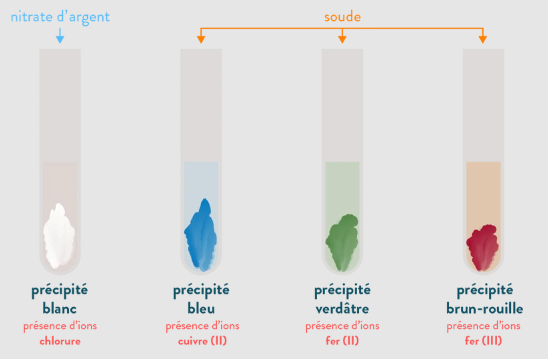 nitrate d'argent
soude
précipité
blanc
présence d'ions
chlorure
précipité
bleu
présence d'ions
cuivre (II)
précipité
verdâtre
présence d'ions
fer (II)
précipité
brun-rouille
présence d'ions
fer (III)